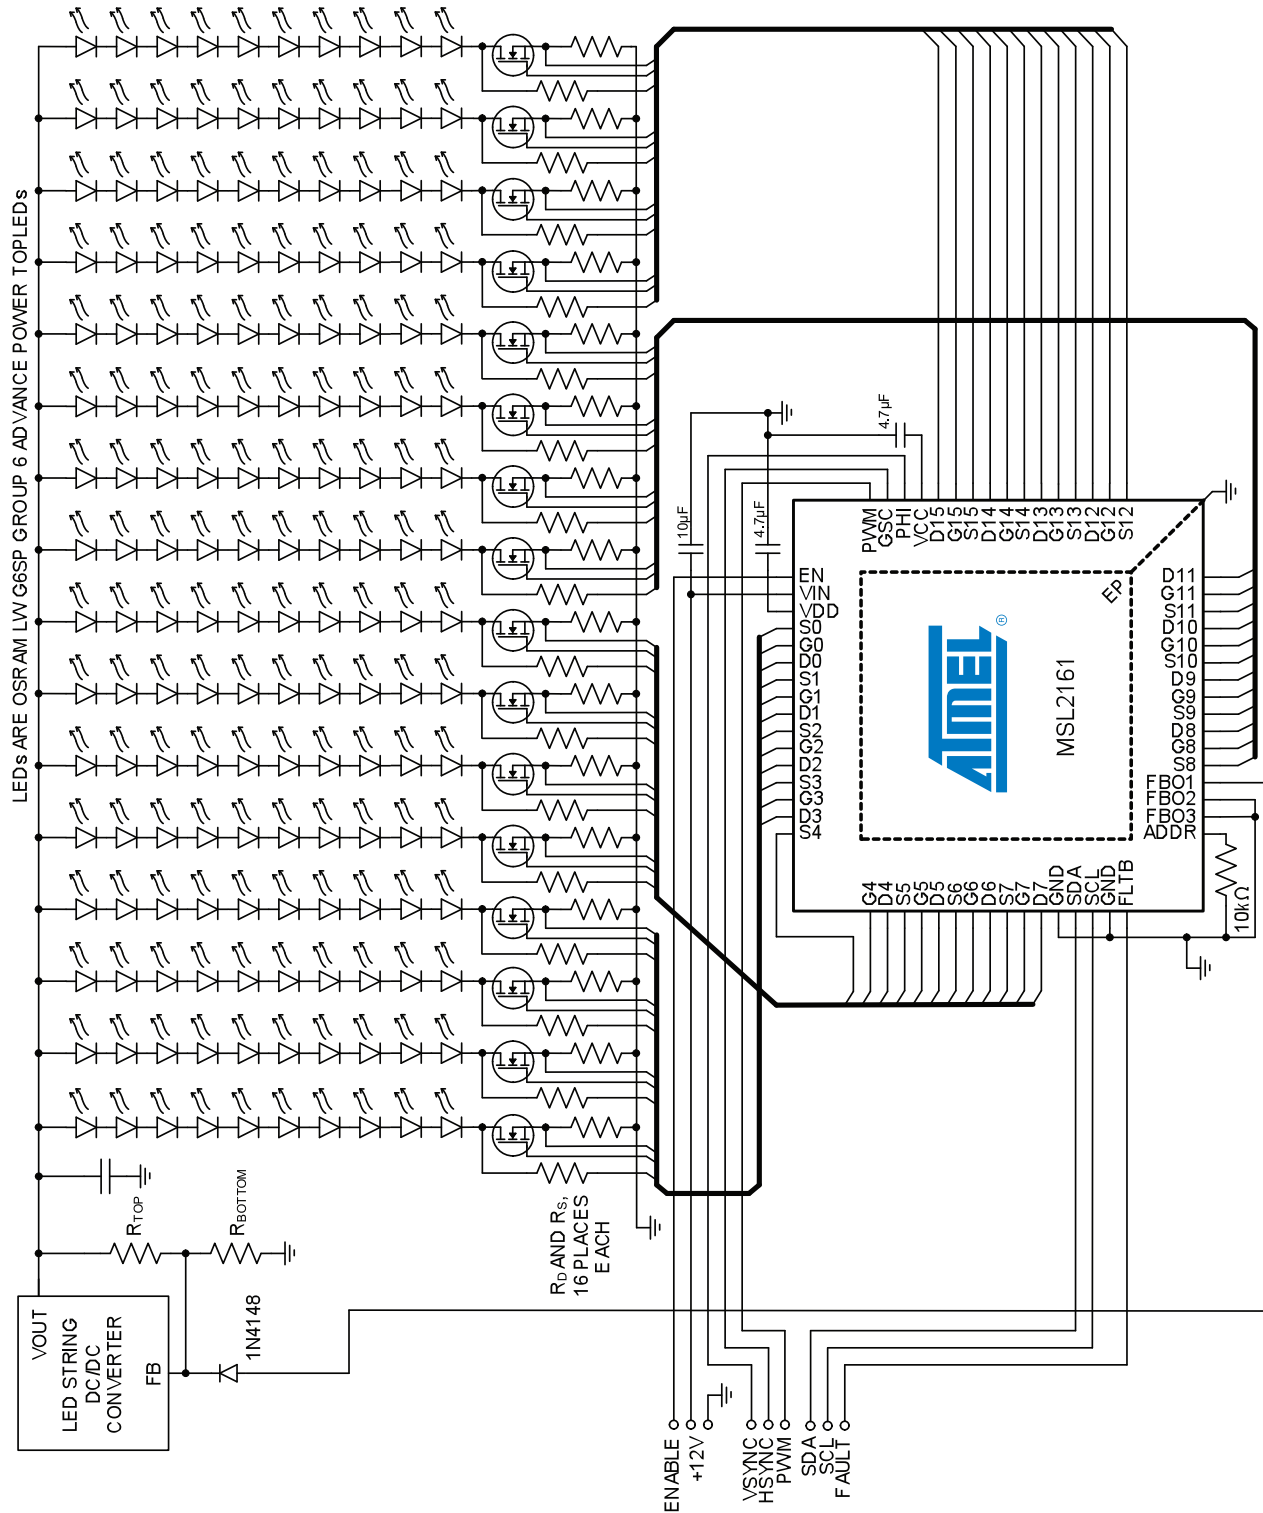 LEDs ARE OSRAM LW G6SP GROUP 6 ADVANCE POWER TOPLEDs
VOUT
LED STRING
DC/DC
CONVERTER
FB
RTOP
RBOTTOM
1N4148
RD AND RS,
16 PLACES
EACH
ENABLE
+12V
VSYNC
HSYNC
PWM
SDA
SCL
FAULT
10µF
4.7µF
4.7µF
PWM
GSC
PHI
VCC
D15
G15
S15
D14
G14
S14
D13
G13
S13
D12
G12
S12
EN
VIN
VDD
S0
G0
D0
S1
G1
D1
S2
G2
D2
S3
G3
D3
S4
G4
D4
S5
G5
D5
S6
G6
D6
S7
G7
D7
GND
SDA
SCL
GND
FLTB
D11
G11
S11
D10
G10
S10
D9
G9
S9
D8
G8
S8
FBO1
FBO2
FBO3
ADDR
EP
ATMEL
®
MSL2161
10kΩ